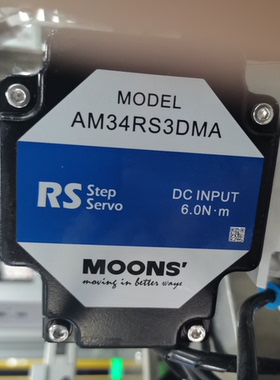 MODEL
AM34RS3DMA
RS Step
Servo
DC INPUT
6.0N·m
MOONS'
moving in better ways